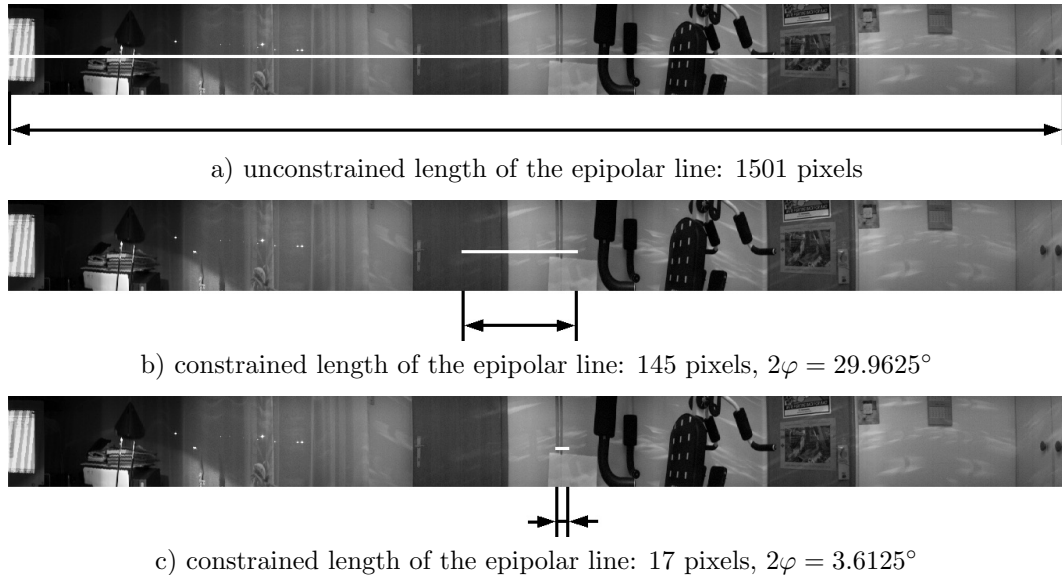 a) unconstrained length of the epipolar line: 1501 pixels
b) constrained length of the epipolar line: 145 pixels, 2φ = 29.9625°
c) constrained length of the epipolar line: 17 pixels, 2φ = 3.6125°